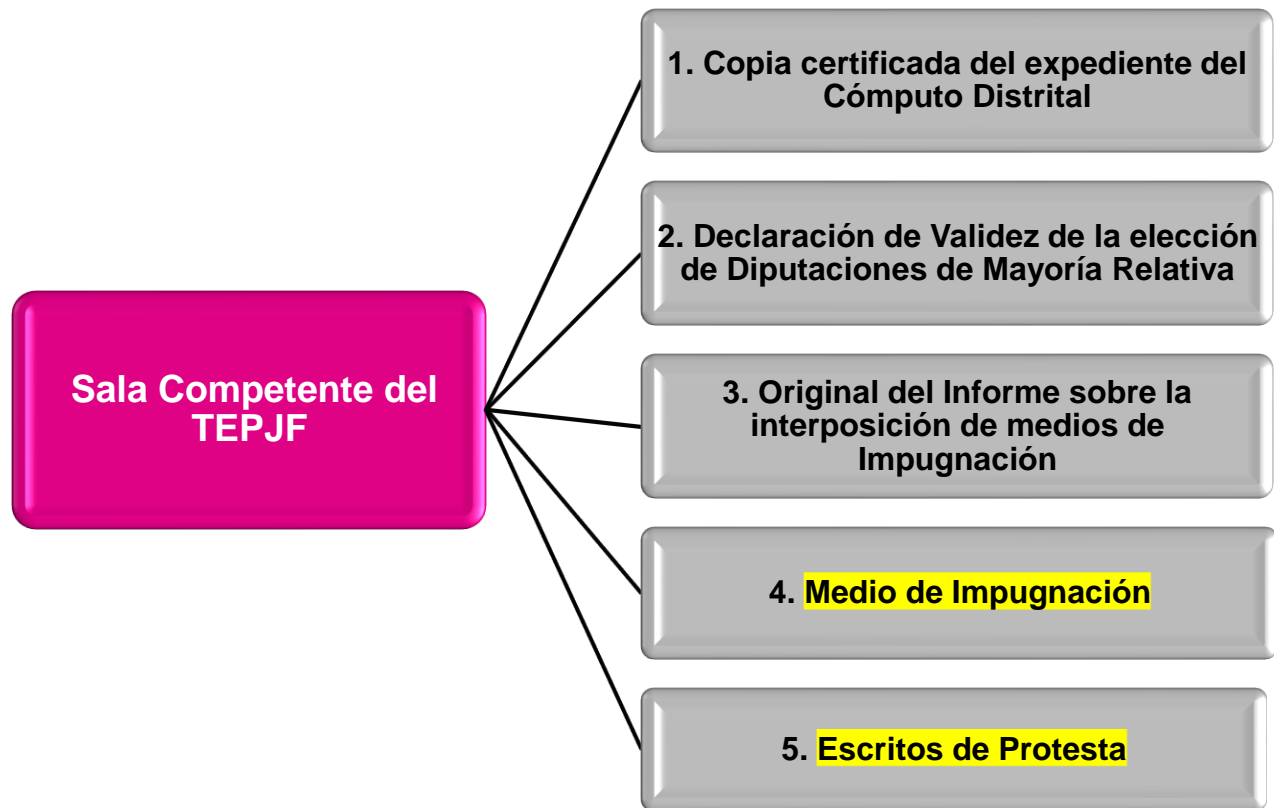 Sala Competente del
TEPJF
1. Copia certificada del expediente del
Cómputo Distrital
2. Declaración de Validez de la elección
de Diputaciones de Mayoría Relativa
3. Original del Informe sobre la
interposición de medios de
Impugnación
4. Medio de Impugnación
5. Escritos de Protesta